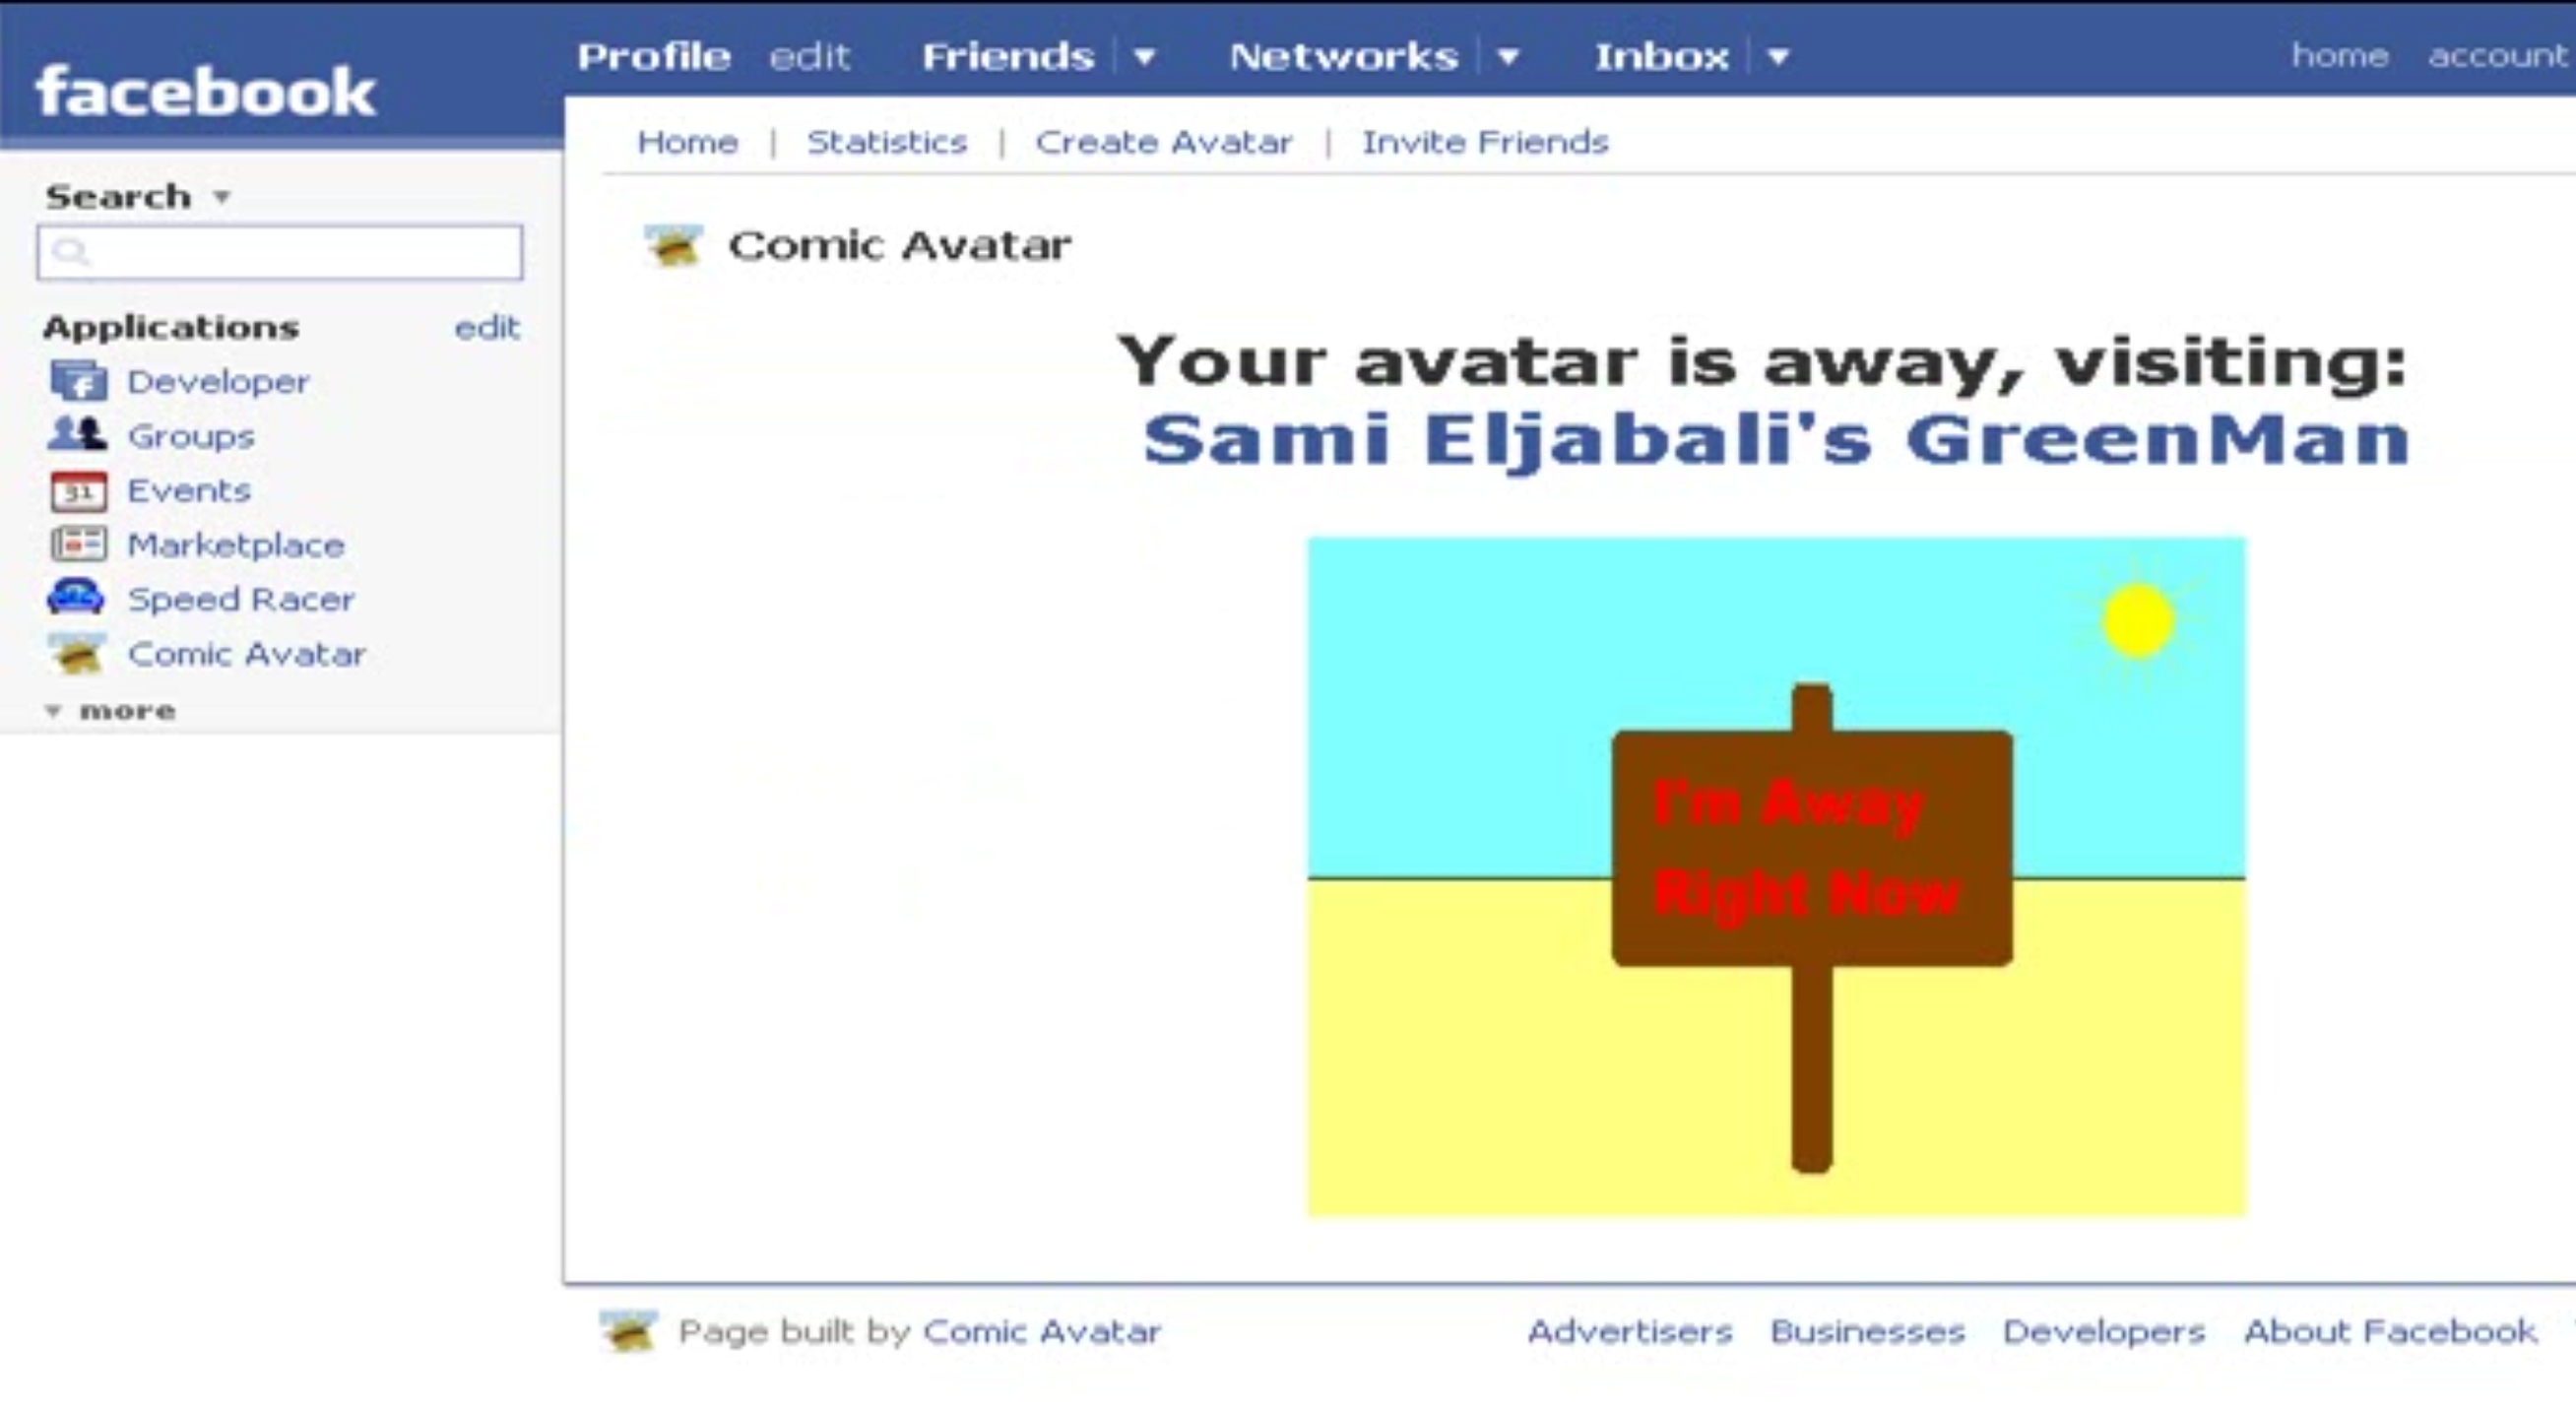 facebook
Profile edit Friends Networks Inbox home account
Home | Statistics | Create Avatar | Invite Friends
Search
Comic Avatar
Applications edit
Developer
Groups
31 Events
Marketplace
Speed Racer
Comic Avatar
more
Your avatar is away, visiting:
Sami Eljabali's GreenMan
I'm Away
Right Now
Page built by Comic Avatar Advertisers Businesses Developers About Facebook